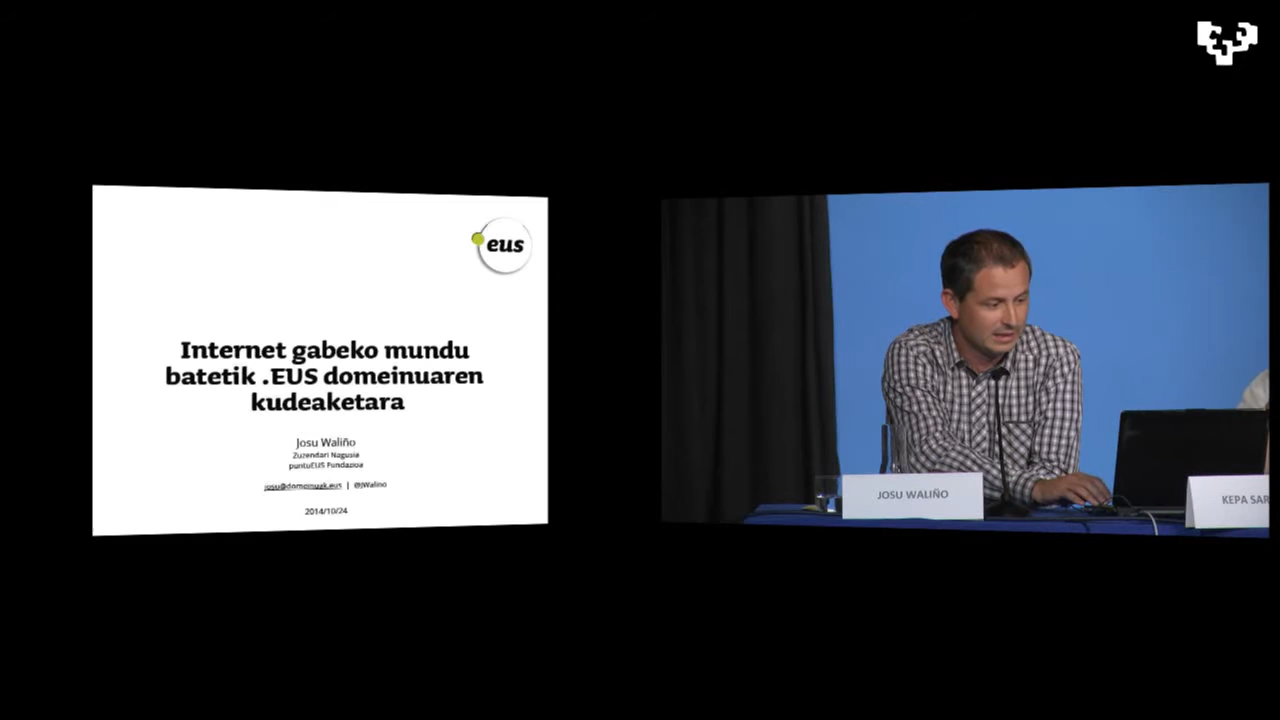 eus
Internet gabeko mundu
batetik .EUS domeinuaren
kudeaketara
Josu Waliño
Zuzendari Nagusia
puntuEUS Fundazioa
josu@domeinuak.eus | @JWalino
2014/10/24
JOSU WALIÑO
KEPA SAR